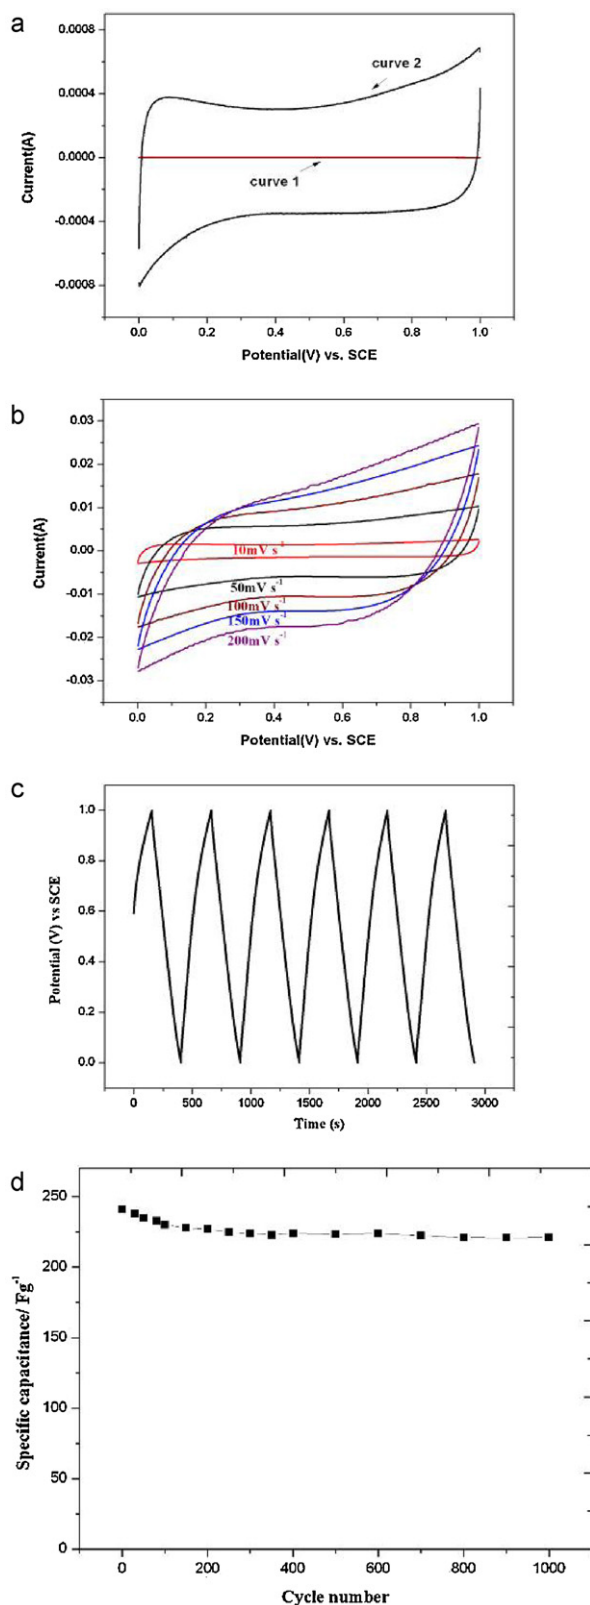 a
0.0008
0.0004
0.0000
-0.0004
-0.0008
Current(A)
curve 2
curve 1
0.0
0.2
0.4
0.6
0.8
1.0
Potential(V) vs. SCE
b
0.03
0.02
0.01
0.00
-0.01
-0.02
-0.03
Current(A)
10mV s⁻¹
50mV s⁻¹
100mV s⁻¹
150mV s⁻¹
200mV s⁻¹
0.0
0.2
0.4
0.6
0.8
1.0
Potential(V) vs. SCE
c
1.0
0.8
0.6
0.4
0.2
0.0
Potential (V) vs SCE
0
500
1000
1500
2000
2500
3000
Time (s)
d
250
200
150
100
50
0
Specific capacitance/ Fg⁻¹
0
200
400
600
800
1000
Cycle number